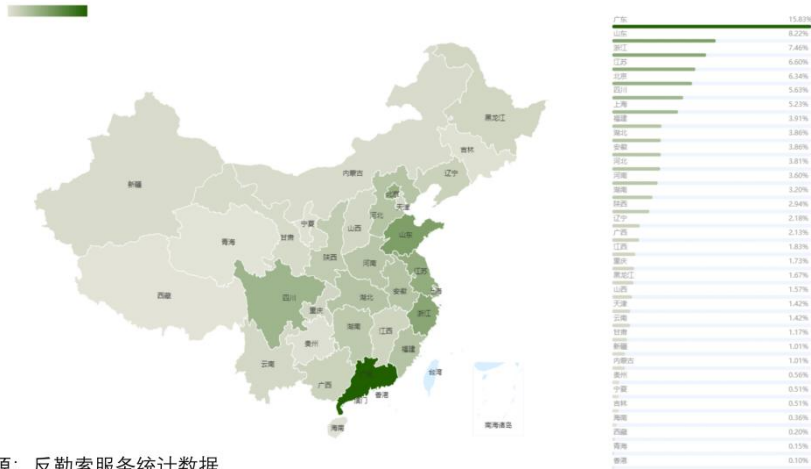 黑龙江
吉林
辽宁
内蒙古
新疆
北京
天津
河北
宁夏
山西
山东
青海
甘肃
陕西
河南
江苏
西藏
四川
湖北
安徽
上海
重庆
浙江
湖南
江西
贵州
福建
云南
台湾
广西
香港
澳门
海南
南海诸岛
广东 15.83%
山东 8.22%
浙江 7.46%
江苏 6.60%
北京 6.34%
四川 5.63%
上海 5.23%
福建 3.91%
湖北 3.86%
安徽 3.86%
河北 3.81%
河南 3.60%
湖南 3.20%
陕西 2.94%
辽宁 2.18%
广西 2.13%
江西 1.83%
重庆 1.73%
黑龙江 1.67%
山西 1.57%
天津 1.42%
云南 1.42%
甘肃 1.17%
新疆 1.01%
内蒙古 1.01%
贵州 0.56%
宁夏 0.51%
吉林 0.51%
海南 0.36%
西藏 0.20%
青海 0.15%
香港 0.10%
源：反勒索服务统计数据